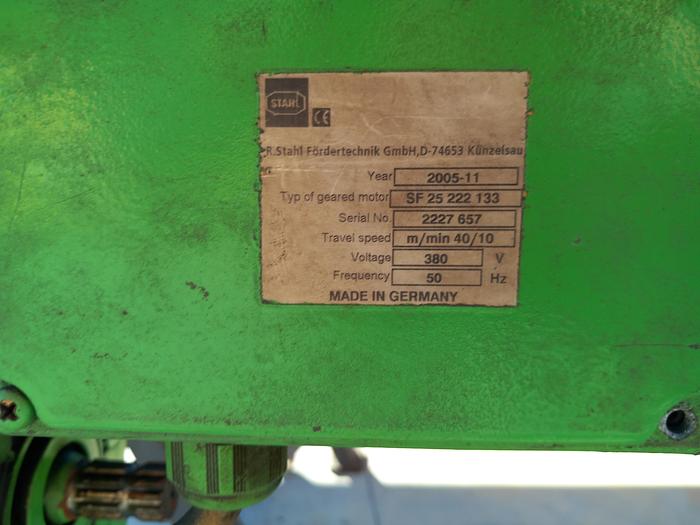 STAHL
CE
R.Stahl Fördertechnik GmbH,D-74653 Künzelsau
Year 2005-11
Typ of geared motor SF 25 222 133
Serial No. 2227 657
Travel speed m/min 40/10
Voltage 380 V
Frequency 50 Hz
MADE IN GERMANY